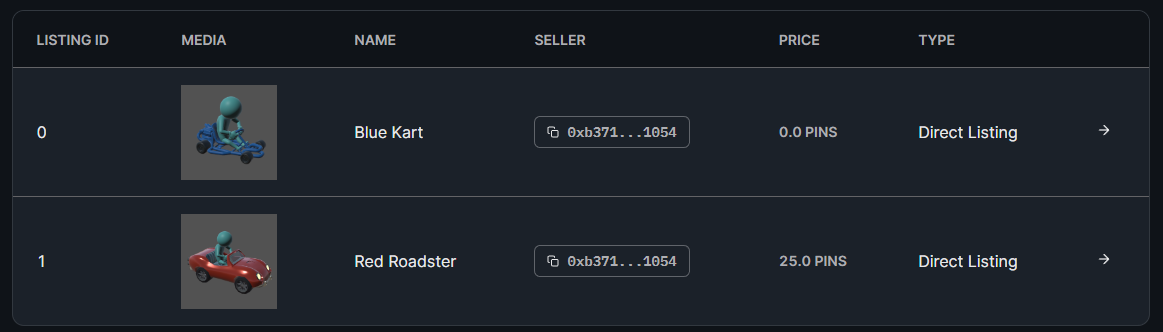 LISTING ID MEDIA NAME SELLER PRICE TYPE
0 Blue Kart 0xb371...1054 0.0 PINS Direct Listing
1 Red Roadster 0xb371...1054 25.0 PINS Direct Listing